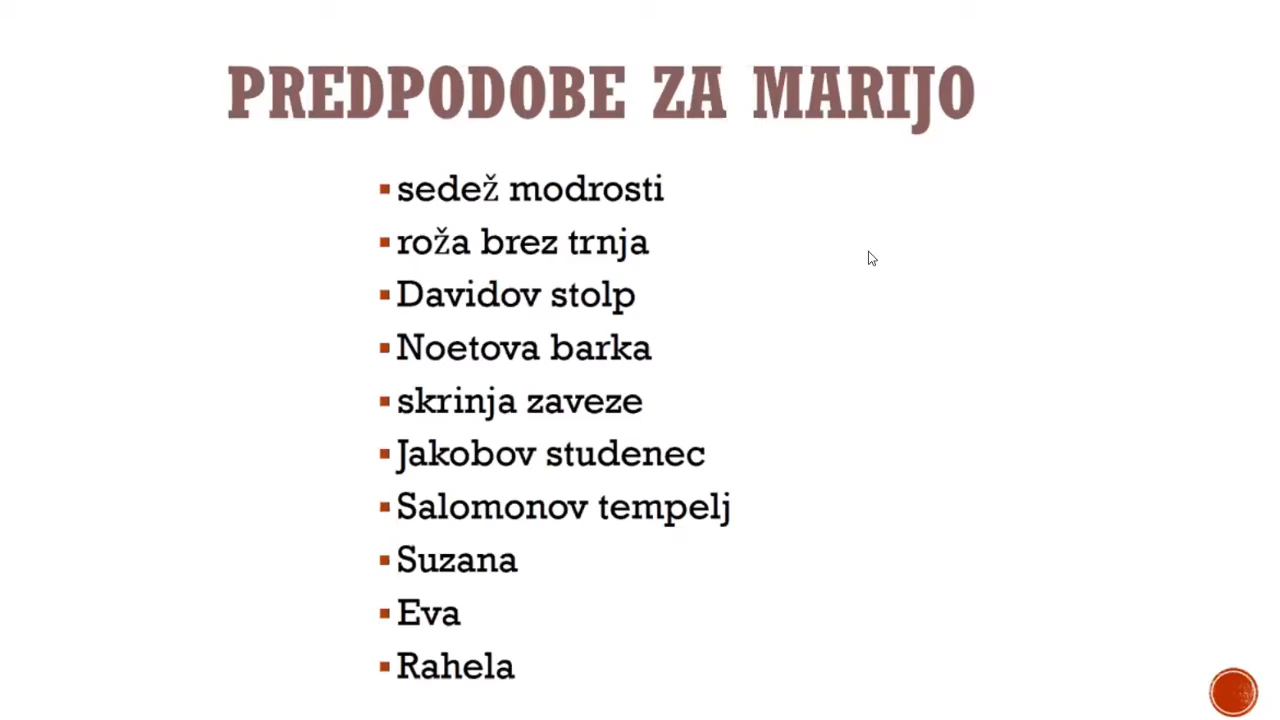 PREDPODOBE ZA MARIJO
sedež modrosti
roža brez trnja
Davidov stolp
Noetova barka
skrinja zaveze
Jakobov studenec
Salomonov tempelj
Suzana
Eva
Rahela